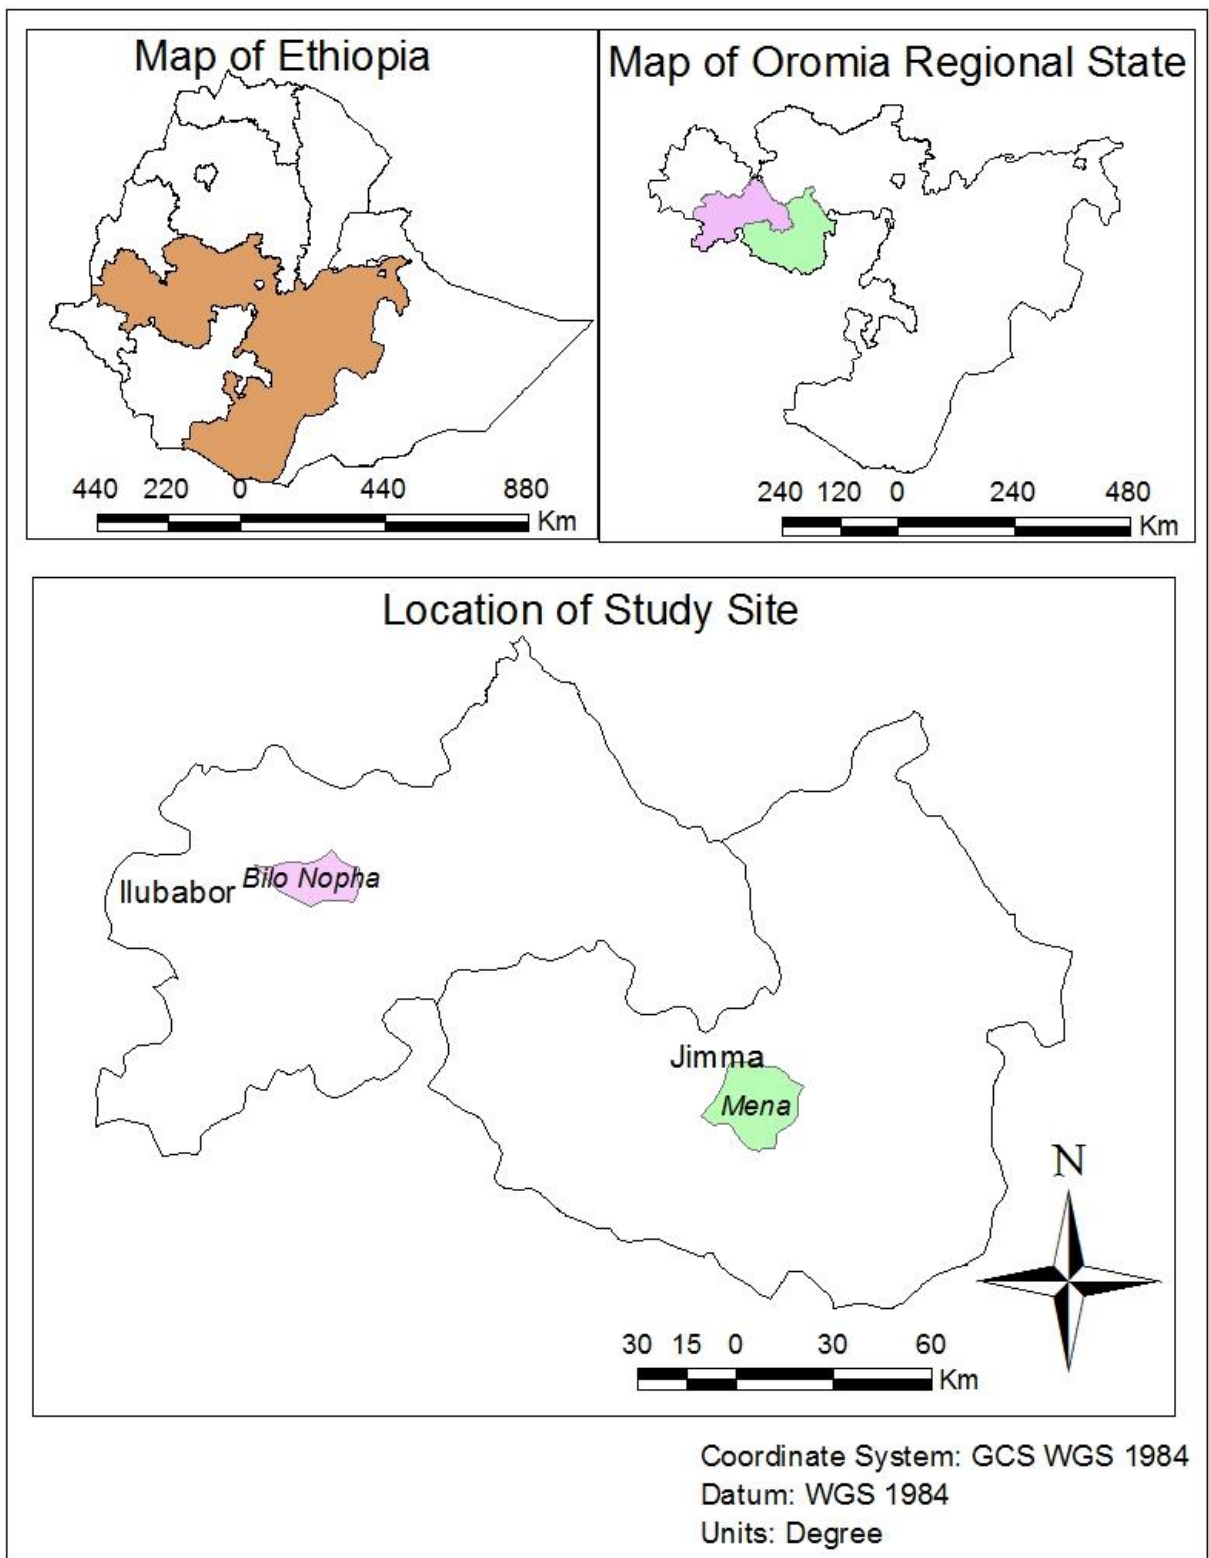 Map of Ethiopia
440 220 0 440 880
Km
Map of Oromia Regional State
240 120 0 240 480
Km
Location of Study Site
Ilubabor
Bilo Nopha
Jimma
Mena
N
30 15 0 30 60
Km
Coordinate System: GCS WGS 1984
Datum: WGS 1984
Units: Degree